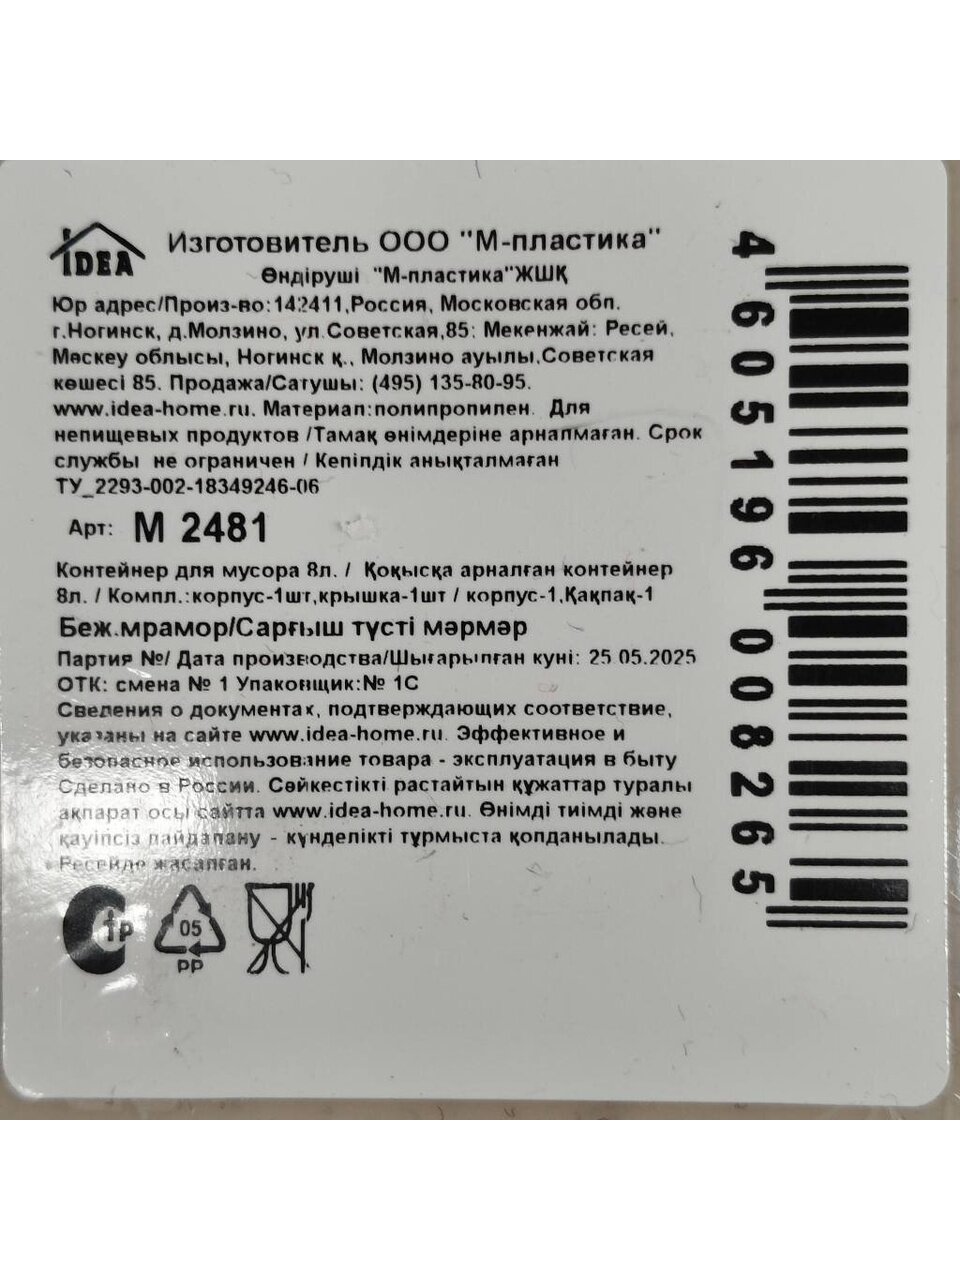 IDEA
Изготовитель ООО "М-пластика"
Өндіруші "М-пластика"ЖШҚ
Юр адрес/Произ-во:142411,Россия, Московская обл.
г.Ногинск, д.Молзино, ул.Советская,85: Мекенжай: Ресей,
Мәскеу облысы, Ногинск қ., Молзино ауылы,Советская
көшесі 85. Продажа/Сатушы: (495) 135-80-95.
www.idea-home.ru. Материал:полипропилен. Для
непищевых продуктов /Тамақ өнімдеріне арналмаған. Срок
службы не ограничен / Кепілдік анықталмаған
ТУ_2293-002-18349246-06
Арт: М 2481
Контейнер для мусора 8л. / Қоқысқа арналған контейнер
8л. / Компл.:корпус-1шт,крышка-1шт / корпус-1,Қақпақ-1
Беж.мрамор/Сарғыш түсті мәрмәр
Партия №/ Дата производства/Шығарылған күні: 25.05.2025
ОТК: смена № 1 Упаковщик:№ 1С
Сведения о документах, подтверждающих соответствие,
указаны на сайте www.idea-home.ru. Эффективное и
безопасное использование товара - эксплуатация в быту
Сделано в России. Сәйкестікті растайтын құжаттар туралы
ақпарат осы сайтта www.idea-home.ru. Өнімді тиімді және
қауіпсіз пайдалану - күнделікті тұрмыста қолданылады.
Ресейде жасалған.
05
PP
4605196008265